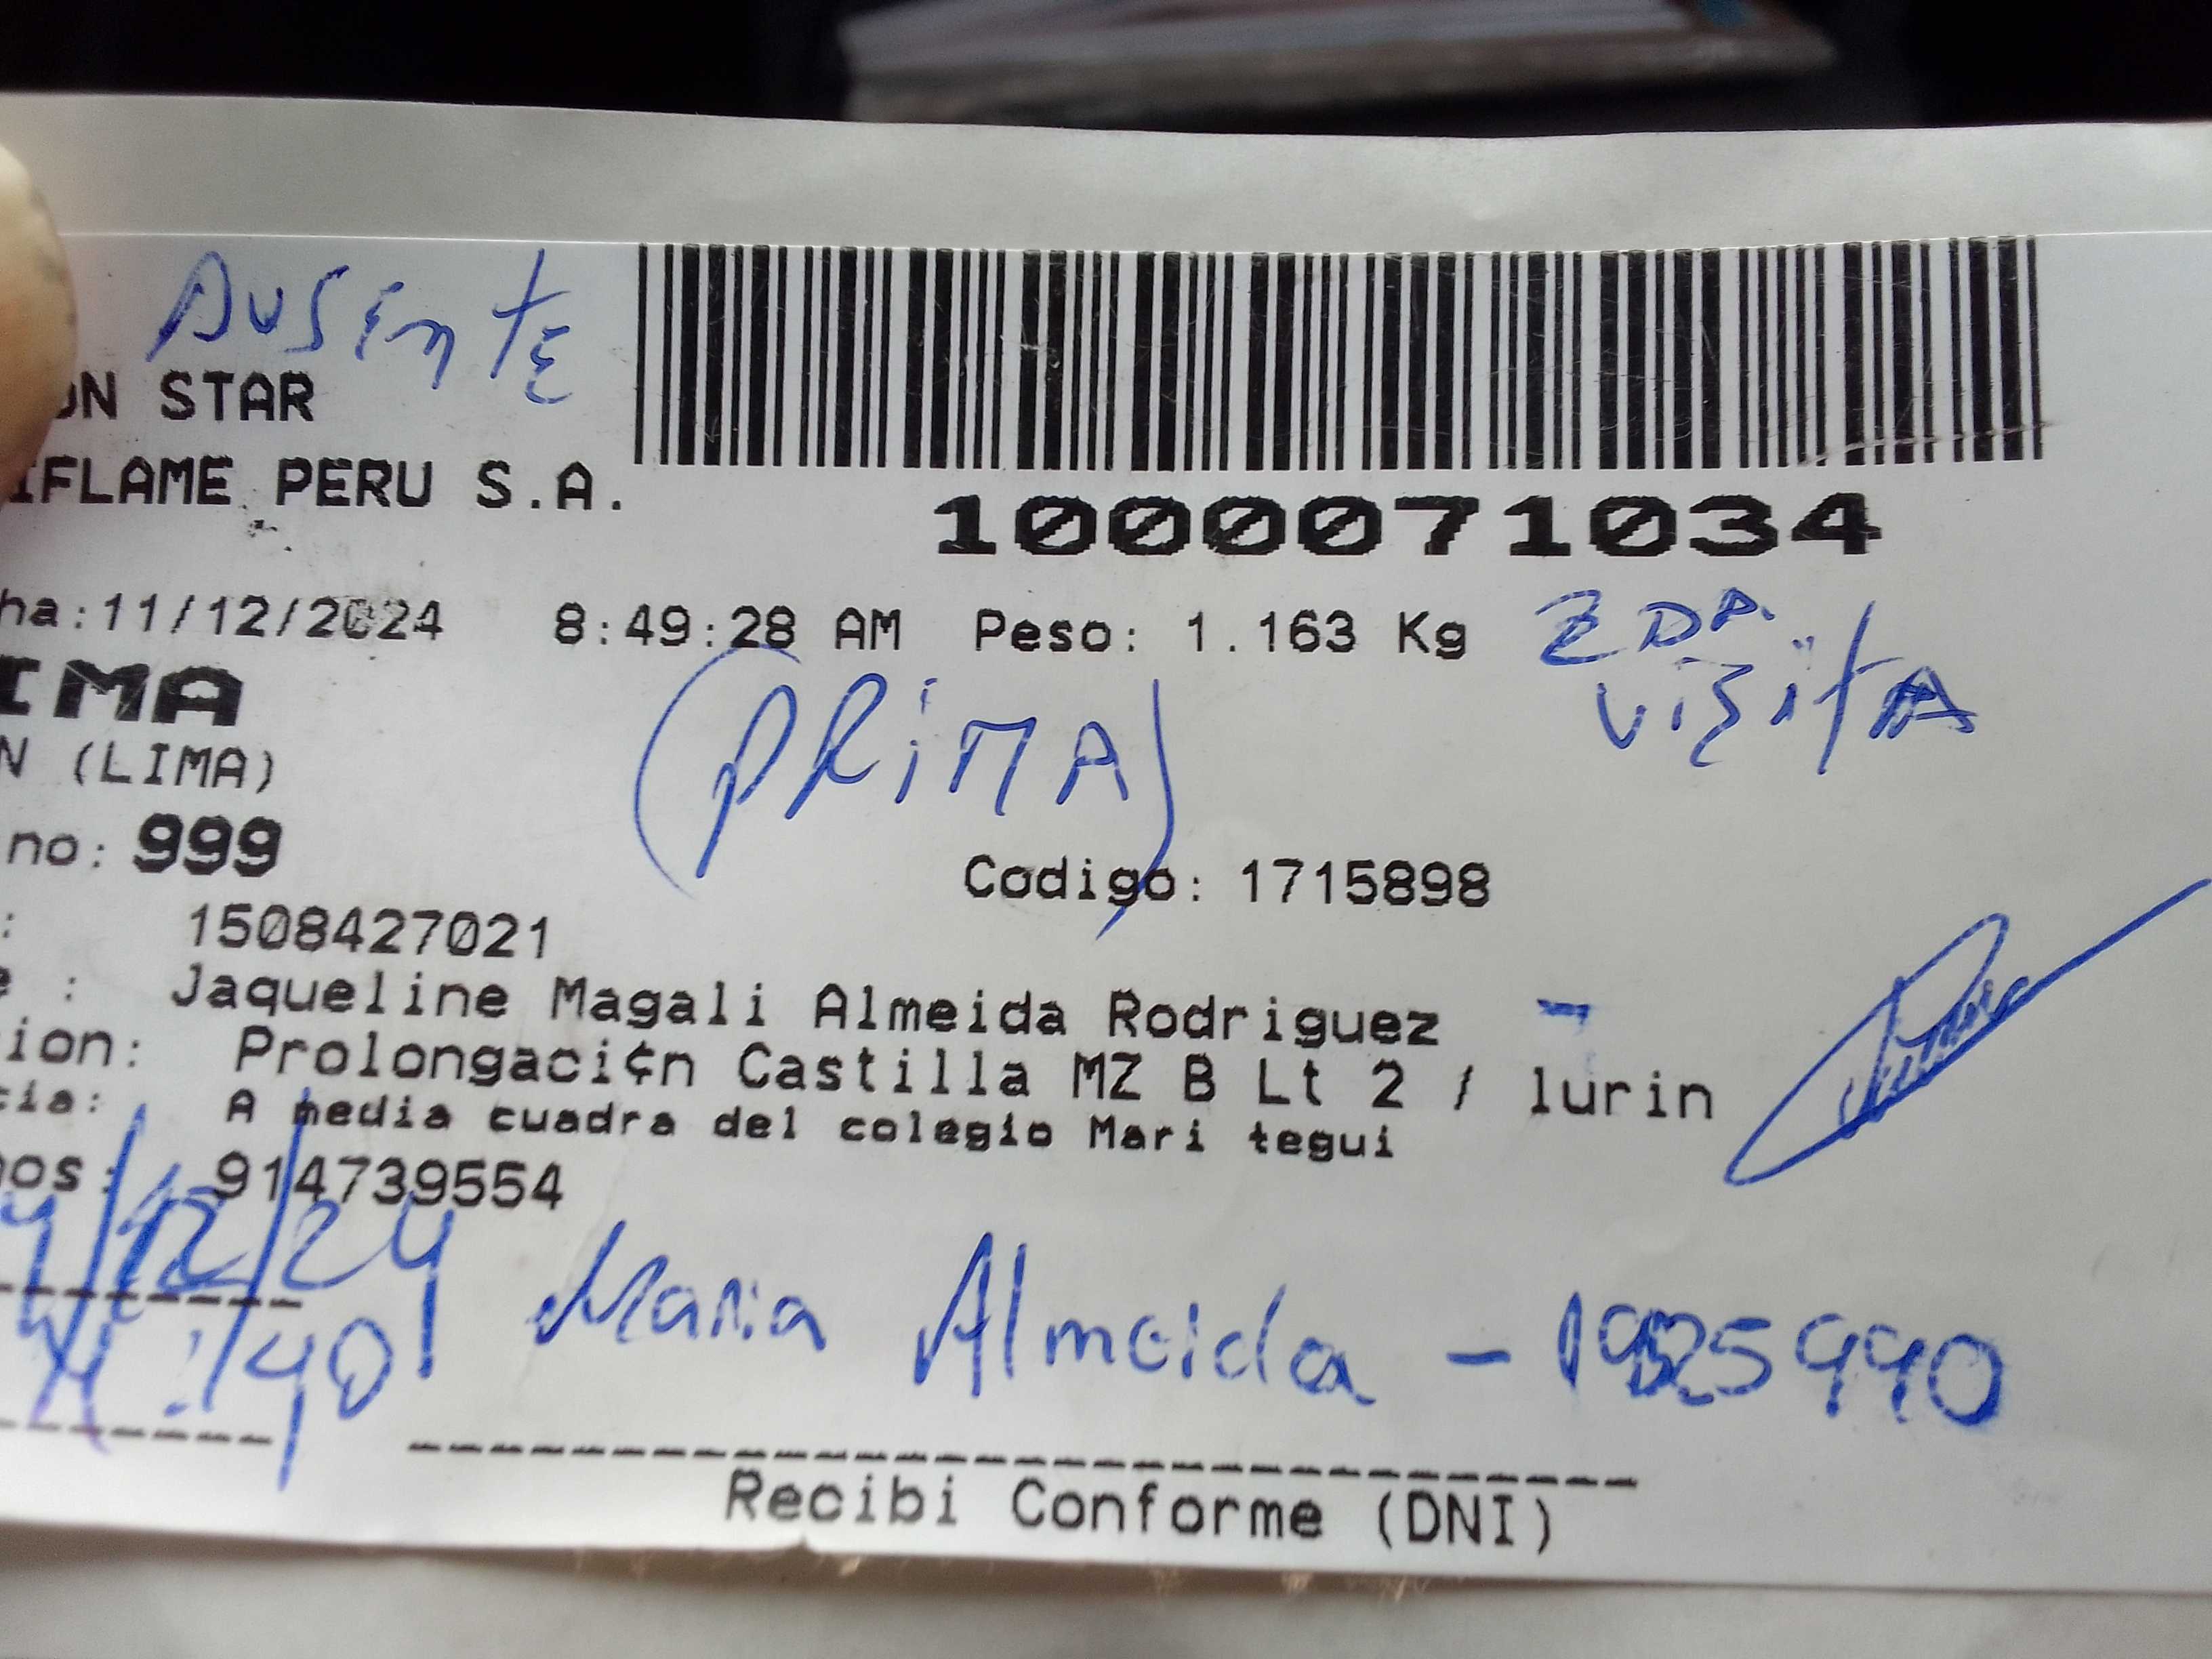 AUSENTE
ON STAR
IFLAME PERU S.A.
1000071034
ha:11/12/2024 8:49:28 AM Peso: 1.163 Kg
2DA.
VISITA
IMA
(PRIMA)
N (LIMA)
no: 999
Codigo: 1715898
: 1508427021
e : Jaqueline Magali Almeida Rodriguez
ion: Prolongaci¢n Castilla MZ B Lt 2 / lurin
cia: A media cuadra del colegio Mari tegui
nos: 914739554
/12/24
Maria Almeida -
Recibi Conforme (DNI)